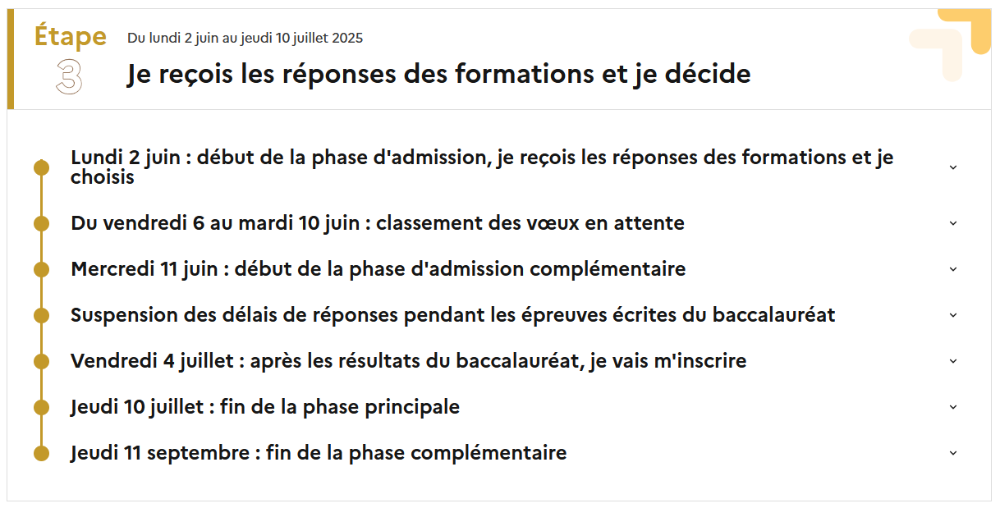 Étape
Du lundi 2 juin au jeudi 10 juillet 2025
3
Je reçois les réponses des formations et je décide
Lundi 2 juin : début de la phase d'admission, je reçois les réponses des formations et je
choisis
Du vendredi 6 au mardi 10 juin : classement des vœux en attente
Mercredi 11 juin : début de la phase d'admission complémentaire
Suspension des délais de réponses pendant les épreuves écrites du baccalauréat
Vendredi 4 juillet : après les résultats du baccalauréat, je vais m'inscrire
Jeudi 10 juillet : fin de la phase principale
Jeudi 11 septembre : fin de la phase complémentaire